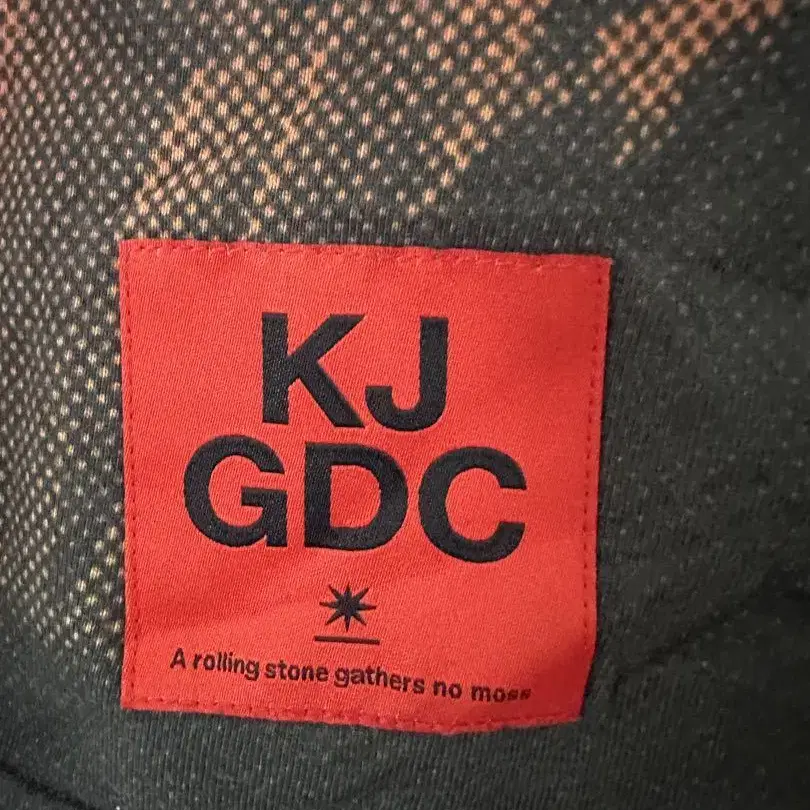 KJ
GDC
A rolling stone gathers no moss